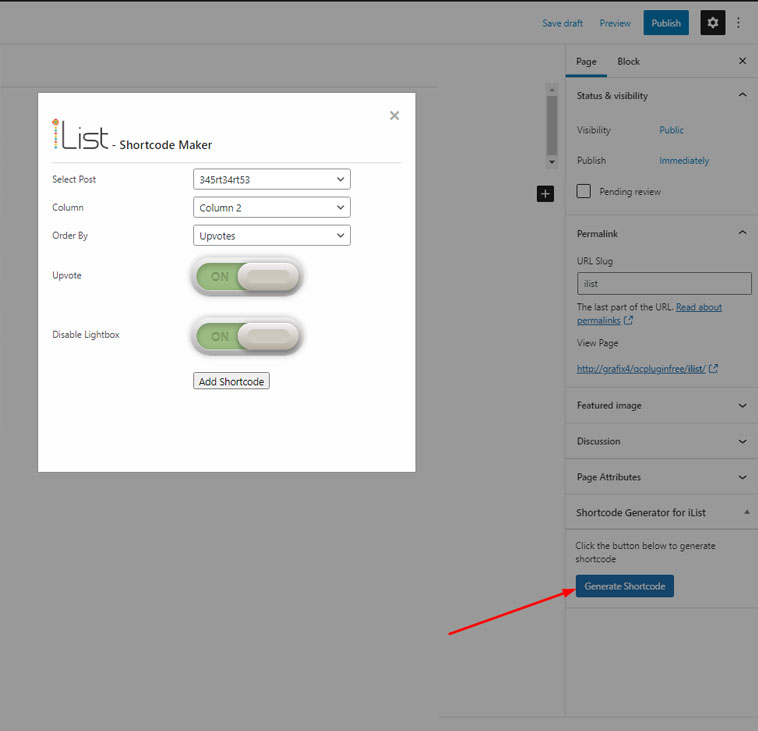 Save draft Preview Publish
Page Block
iList - Shortcode Maker
Select Post 345rt34rt53
Column Column 2
Order By Upvotes
Upvote ON
Disable Lightbox ON
Add Shortcode
Status & visibility
Visibility Public
Publish Immediately
Pending review
Permalink
URL Slug
ilist
The last part of the URL. Read about
permalinks
View Page
http://grafix4/qcpluginfree/ilist/
Featured image
Discussion
Page Attributes
Shortcode Generator for iList
Click the button below to generate
shortcode
Generate Shortcode